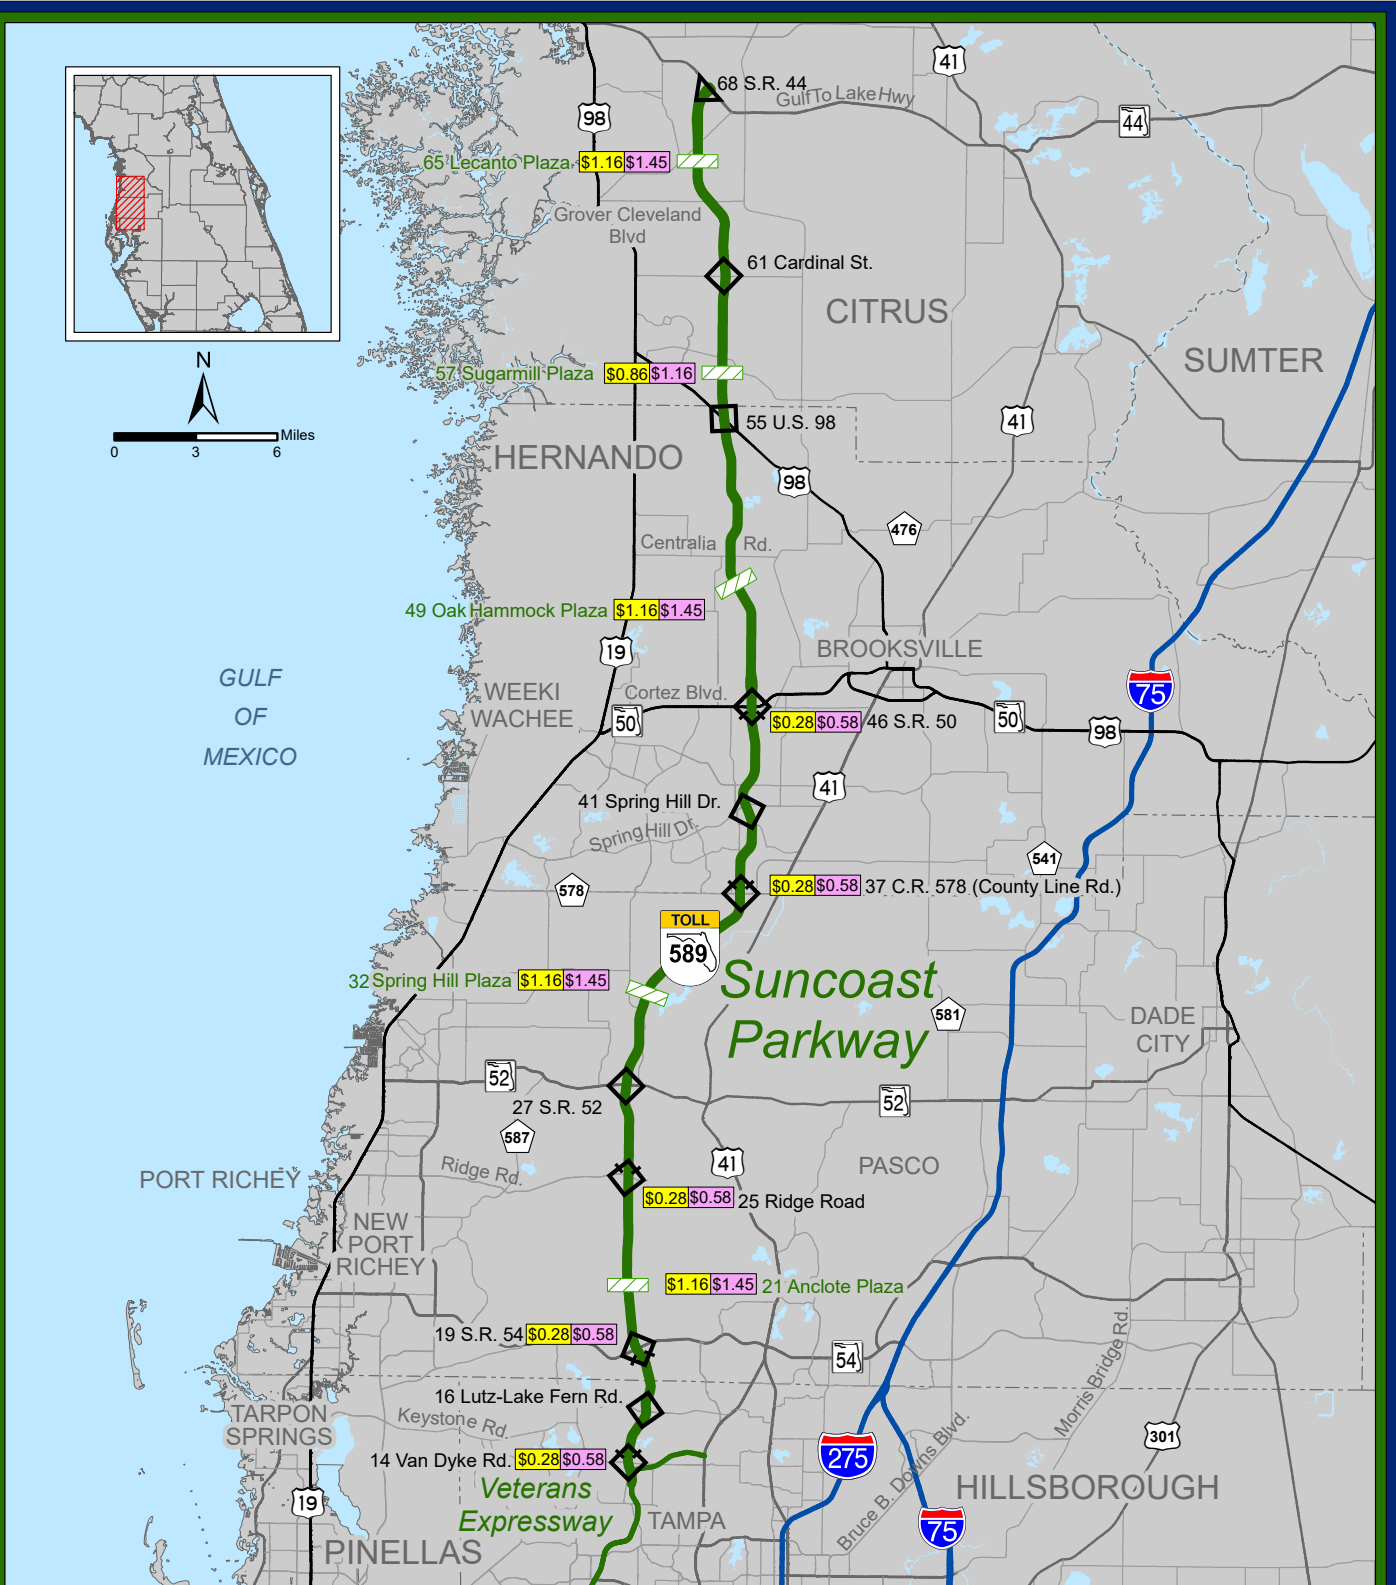 41
68 S.R. 44
Gulf To Lake Hwy
98
44
65 Lecanto Plaza $1.16 $1.45
Grover Cleveland
Blvd
61 Cardinal St.
CITRUS
N
SUMTER
57 Sugarmill Plaza $0.86 $1.16
Miles
0 3 6
55 U.S. 98
41
HERNANDO
98
476
Centralia Rd.
49 Oak Hammock Plaza $1.16 $1.45
19
BROOKSVILLE
GULF
OF
MEXICO
WEEKI
WACHEE
Cortez Blvd.
75
50
$0.28 $0.58 46 S.R. 50
50
98
41
41 Spring Hill Dr.
Spring Hill Dr.
541
578
$0.28 $0.58 37 C.R. 578 (County Line Rd.)
TOLL
589
Suncoast
Parkway
32 Spring Hill Plaza $1.16 $1.45
581
DADE
CITY
52
27 S.R. 52
52
587
Ridge Rd.
41
PASCO
PORT RICHEY
$0.28 $0.58 25 Ridge Road
NEW
PORT
RICHEY
$1.16 $1.45 21 Anclote Plaza
19 S.R. 54 $0.28 $0.58
54
Morris Bridge Rd.
16 Lutz-Lake Fern Rd.
TARPON
SPRINGS
Keystone Rd.
14 Van Dyke Rd. $0.28 $0.58
301
275
Bruce B. Downs Blvd.
Veterans
Expressway
HILLSBOROUGH
19
TAMPA
75
PINELLAS